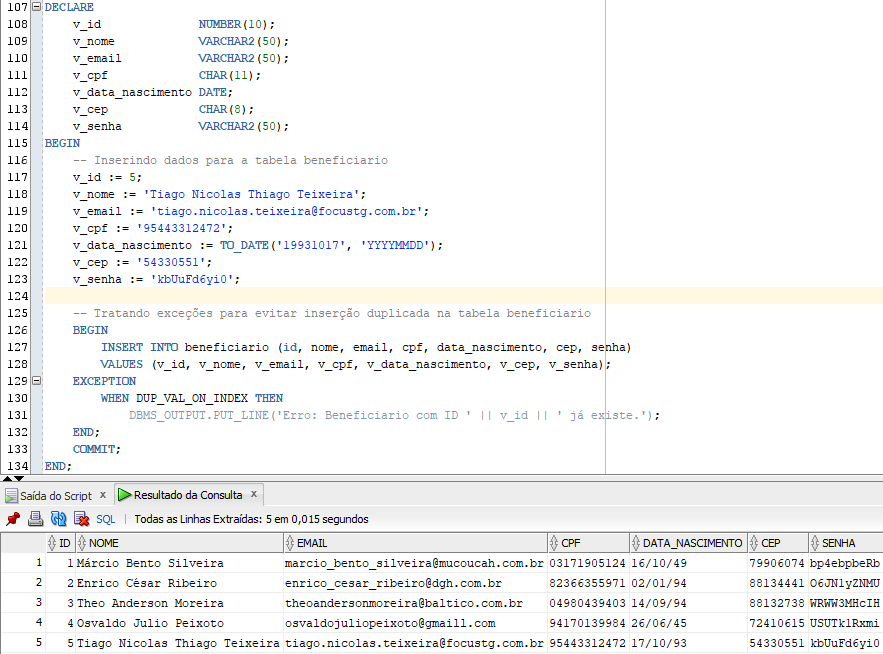 107 DECLARE
108 v_id NUMBER(10);
109 v_nome VARCHAR2(50);
110 v_email VARCHAR2(50);
111 v_cpf CHAR(11);
112 v_data_nascimento DATE;
113 v_cep CHAR(8);
114 v_senha VARCHAR2(50);
115 BEGIN
116 -- Inserindo dados para a tabela beneficiario
117 v_id := 5;
118 v_nome := 'Tiago Nicolas Thiago Teixeira';
119 v_email := 'tiago.nicolas.teixeira@focustg.com.br';
120 v_cpf := '95443312472';
121 v_data_nascimento := TO_DATE('19931017', 'YYYYMMDD');
122 v_cep := '54330551';
123 v_senha := 'kbUuFd6yi0';
124
125 -- Tratando exceções para evitar inserção duplicada na tabela beneficiario
126 BEGIN
127 INSERT INTO beneficiario (id, nome, email, cpf, data_nascimento, cep, senha)
128 VALUES (v_id, v_nome, v_email, v_cpf, v_data_nascimento, v_cep, v_senha);
129 EXCEPTION
130 WHEN DUP_VAL_ON_INDEX THEN
131 DBMS_OUTPUT.PUT_LINE('Erro: Beneficiario com ID ' || v_id || ' já existe.');
132 END;
133 COMMIT;
134 END;
Saída do Script x Resultado da Consulta x
SQL | Todas as Linhas Extraídas: 5 em 0,015 segundos
ID NOME EMAIL CPF DATA_NASCIMENTO CEP SENHA
1 1 Márcio Bento Silveira marcio_bento_silveira@mucoucah.com.br 03171905124 16/10/49 79906074 bp4ebpbeRb
2 2 Enrico César Ribeiro enrico_cesar_ribeiro@dgh.com.br 82366355971 02/01/94 88134441 O6JNlyZNMU
3 3 Theo Anderson Moreira theoandersonmoreira@baltico.com.br 04980439403 14/09/94 88132738 WRWW3MHcIH
4 4 Osvaldo Julio Peixoto osvaldojuliopeixoto@gmaill.com 94170139984 26/06/45 72410615 USUTklRxmi
5 5 Tiago Nicolas Thiago Teixeira tiago.nicolas.teixeira@focustg.com.br 95443312472 17/10/93 54330551 kbUuFd6yi0